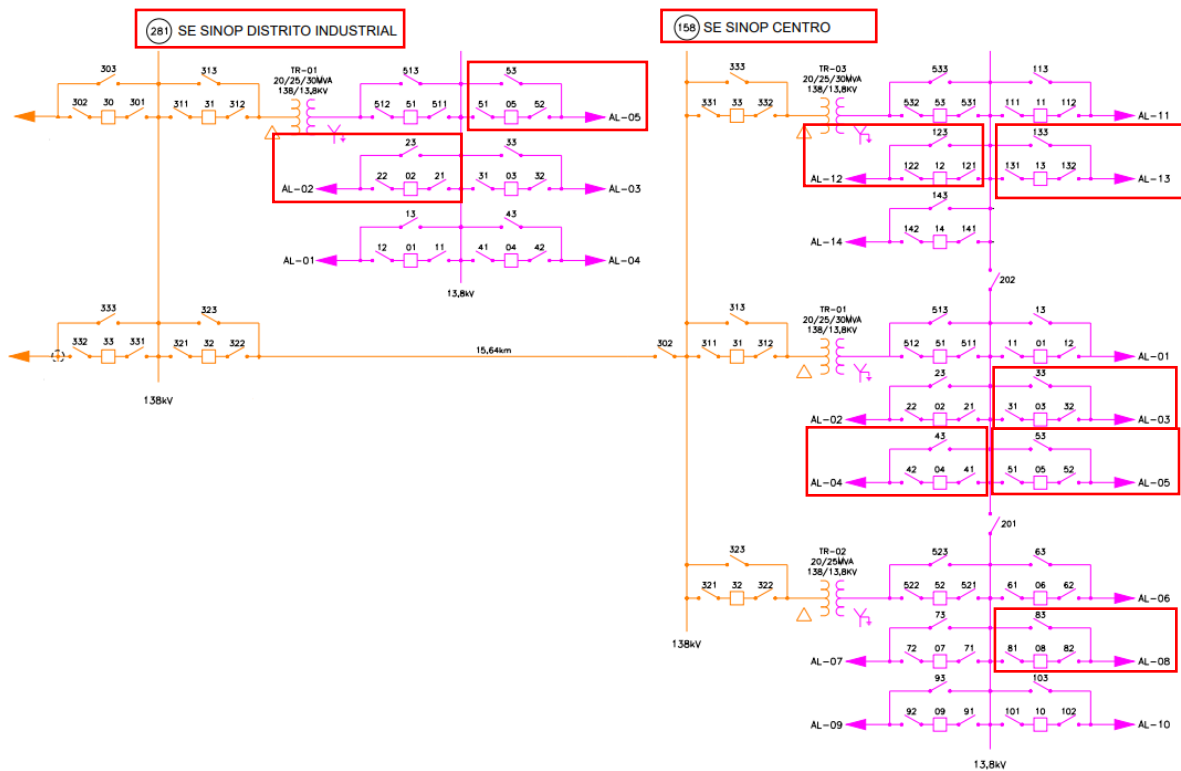 281 SE SINOP DISTRITO INDUSTRIAL
303 313
302 30 301 311 31 312
TR-01
20/25/30MVA
138/13,8KV
513 53
512 51 511 51 05 52 AL-05
23 33
AL-02 22 02 21 31 03 32 AL-03
13 43
AL-01 12 01 11 41 04 42 AL-04
13,8kV
333 323
332 33 331 321 32 322
15,64km
138kV
158 SE SINOP CENTRO
333
331 33 332
TR-03
20/25/30MVA
138/13,8KV
533 113
532 53 531 111 11 112 AL-11
123 133
AL-12 122 12 121 131 13 132 AL-13
143
AL-14 142 14 141
202
313
302 311 31 312
TR-01
20/25/30MVA
138/13,8KV
513 13
512 51 511 11 01 12 AL-01
23 33
AL-02 22 02 21 31 03 32 AL-03
43 53
AL-04 42 04 41 51 05 52 AL-05
201
323
321 32 322
TR-02
20/25MVA
138/13,8KV
523 63
522 52 521 61 06 62 AL-06
73 83
AL-07 72 07 71 81 08 82 AL-08
138kV
93 103
AL-09 92 09 91 101 10 102 AL-10
13,8kV